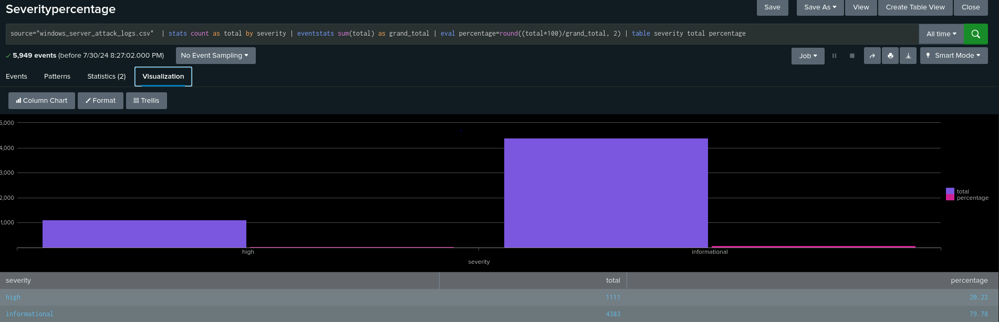 Severitypercentage
Save
Save As
View
Create Table View
Close
source="windows_server_attack_logs.csv" | stats count as total by severity | eventstats sum(total) as grand_total | eval percentage=round((total*100)/grand_total, 2) | table severity total percentage
All time
5,949 events (before 7/30/24 8:27:02.000 PM)
No Event Sampling
Job
Smart Mode
Events
Patterns
Statistics (2)
Visualization
Column Chart
Format
Trellis
5,000
4,000
3,000
2,000
1,000
total
percentage
high
informational
severity
severity total percentage
high 1111 20.22
informational 4383 79.78